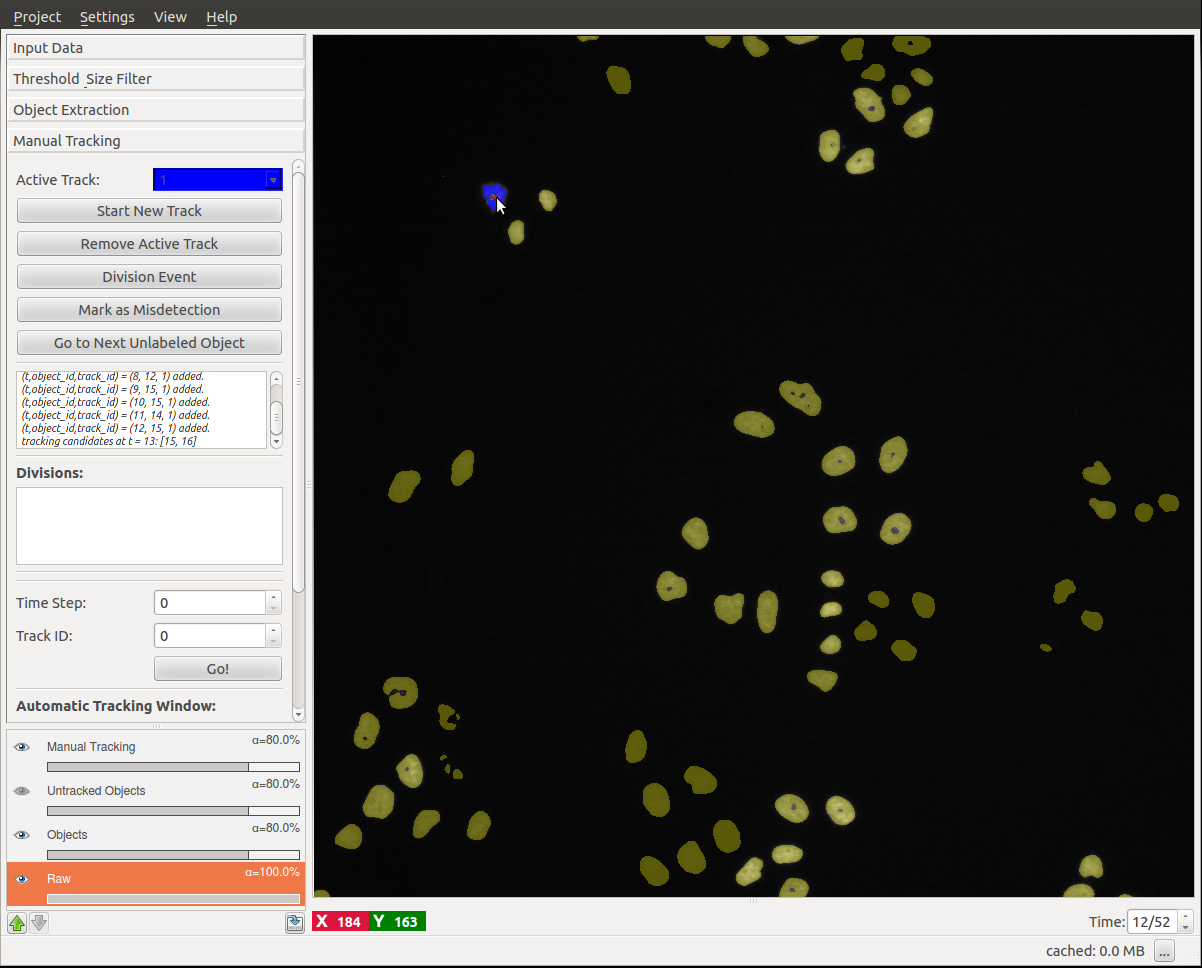 Project Settings View Help
Input Data
Threshold_Size Filter
Object Extraction
Manual Tracking
Active Track: 1
Start New Track
Remove Active Track
Division Event
Mark as Misdetection
Go to Next Unlabeled Object
(t,object_id,track_id) = (8, 12, 1) added.
(t,object_id,track_id) = (9, 15, 1) added.
(t,object_id,track_id) = (10, 15, 1) added.
(t,object_id,track_id) = (11, 14, 1) added.
(t,object_id,track_id) = (12, 15, 1) added.
tracking candidates at t = 13: [15, 16]
Divisions:
Time Step: 0
Track ID: 0
Go!
Automatic Tracking Window:
Manual Tracking α=80.0%
Untracked Objects α=80.0%
Objects α=80.0%
Raw α=100.0%
X 184 Y 163
Time: 12/52
cached: 0.0 MB ...